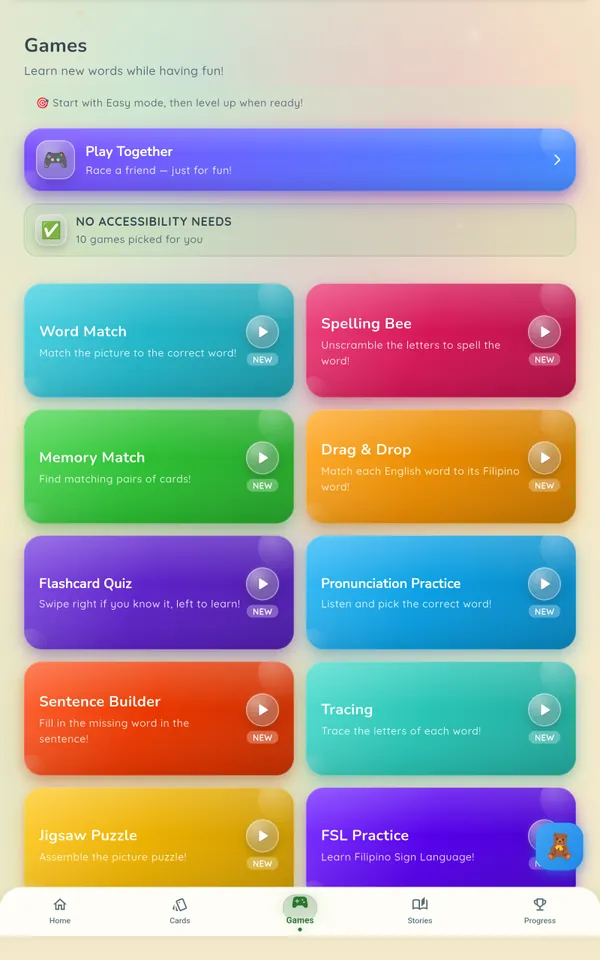 Games
Learn new words while having fun!
🎯 Start with Easy mode, then level up when ready!
Play Together
Race a friend — just for fun!
NO ACCESSIBILITY NEEDS
10 games picked for you
Word Match
Match the picture to the correct word!
NEW
Spelling Bee
Unscramble the letters to spell the
word!
NEW
Memory Match
Find matching pairs of cards!
NEW
Drag & Drop
Match each English word to its Filipino
word!
NEW
Flashcard Quiz
Swipe right if you know it, left to learn!
NEW
Pronunciation Practice
Listen and pick the correct word!
NEW
Sentence Builder
Fill in the missing word in the
sentence!
NEW
Tracing
Trace the letters of each word!
NEW
Jigsaw Puzzle
Assemble the picture puzzle!
NEW
FSL Practice
Learn Filipino Sign Language!
Home
Cards
Games
Stories
Progress